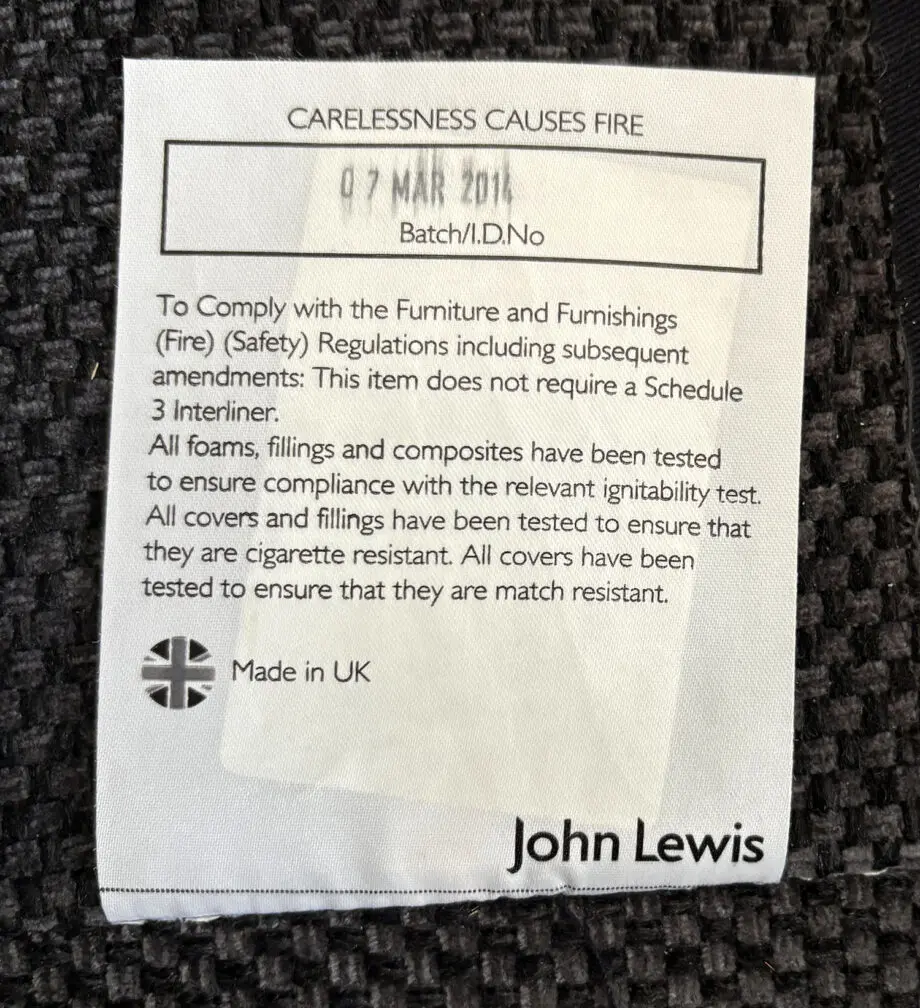 CARELESSNESS CAUSES FIRE
07 MAR 2014
Batch/I.D.No
To Comply with the Furniture and Furnishings
(Fire) (Safety) Regulations including subsequent
amendments: This item does not require a Schedule
3 Interliner.
All foams, fillings and composites have been tested
to ensure compliance with the relevant ignitability test.
All covers and fillings have been tested to ensure that
they are cigarette resistant. All covers have been
tested to ensure that they are match resistant.
Made in UK
John Lewis